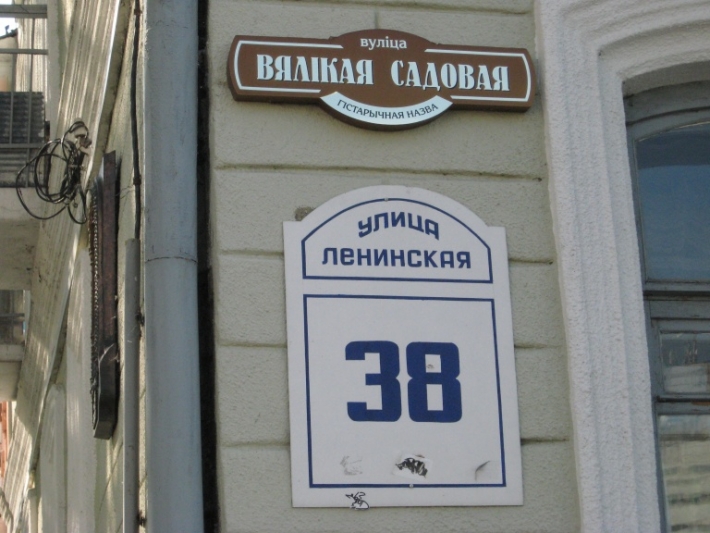 вуліца
ВЯЛІКАЯ САДОВАЯ
ГІСТАРЫЧНАЯ НАЗВА
УЛИЦА
ЛЕНИНСКАЯ
38